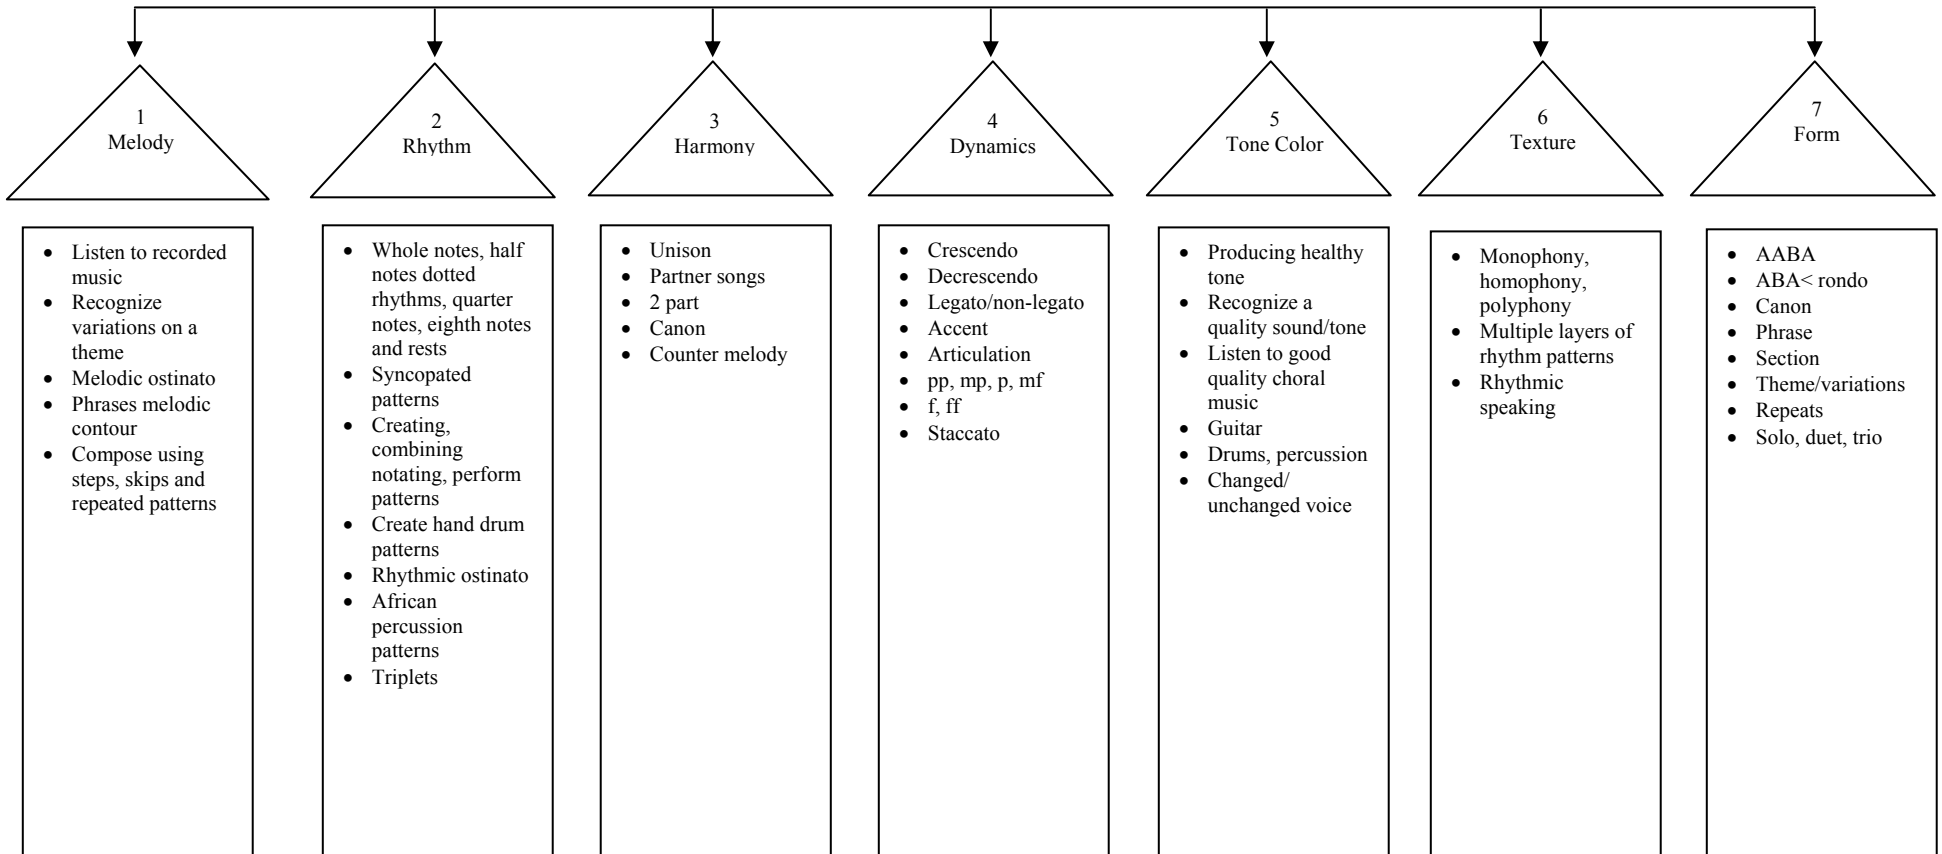 1
Melody
2
Rhythm
3
Harmony
4
Dynamics
5
Tone Color
6
Texture
7
Form
• Listen to recorded
music
• Recognize
variations on a
theme
• Melodic ostinato
• Phrases melodic
contour
• Compose using
steps, skips and
repeated patterns
• Whole notes, half
notes dotted
rhythms, quarter
notes, eighth notes
and rests
• Syncopated
patterns
• Creating,
combining
notating, perform
patterns
• Create hand drum
patterns
• Rhythmic ostinato
• African
percussion
patterns
• Triplets
• Unison
• Partner songs
• 2 part
• Canon
• Counter melody
• Crescendo
• Decrescendo
• Legato/non-legato
• Accent
• Articulation
• pp, mp, p, mf
• f, ff
• Staccato
• Producing healthy
tone
• Recognize a
quality sound/tone
• Listen to good
quality choral
music
• Guitar
• Drums, percussion
• Changed/
unchanged voice
• Monophony,
homophony,
polyphony
• Multiple layers of
rhythm patterns
• Rhythmic
speaking
• AABA
• ABA< rondo
• Canon
• Phrase
• Section
• Theme/variations
• Repeats
• Solo, duet, trio